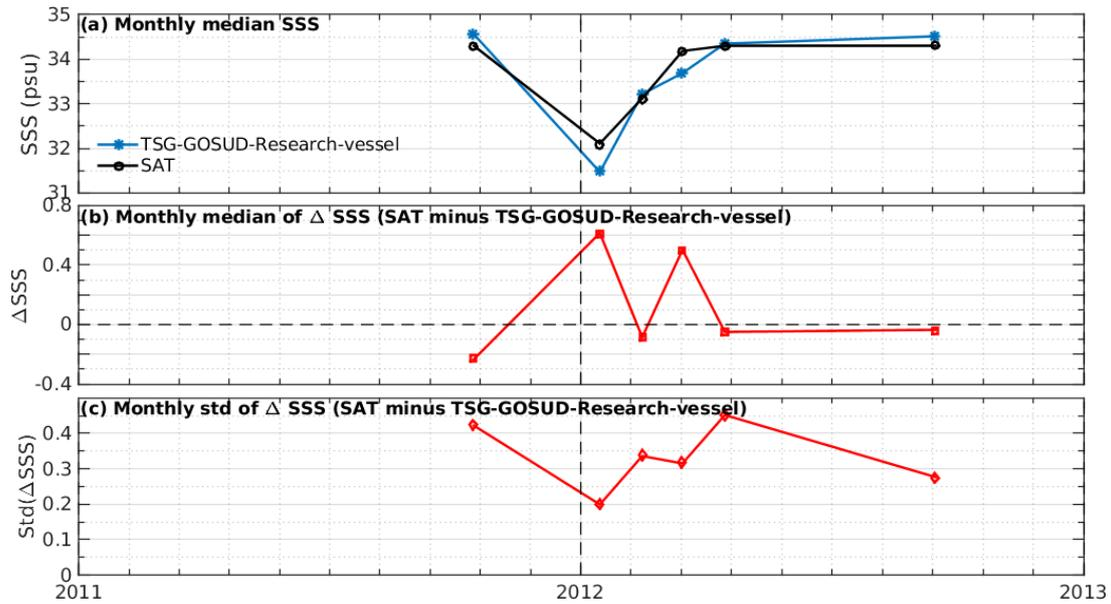 35
(a) Monthly median SSS
34
33
32
31
SSS (psu)
TSG-GOSUD-Research-vessel
SAT
0.8
(b) Monthly median of Δ SSS (SAT minus TSG-GOSUD-Research-vessel)
0.4
0
-0.4
ΔSSS
(c) Monthly std of Δ SSS (SAT minus TSG-GOSUD-Research-vessel)
0.4
0.3
0.2
0.1
0
Std(ΔSSS)
2011
2012
2013